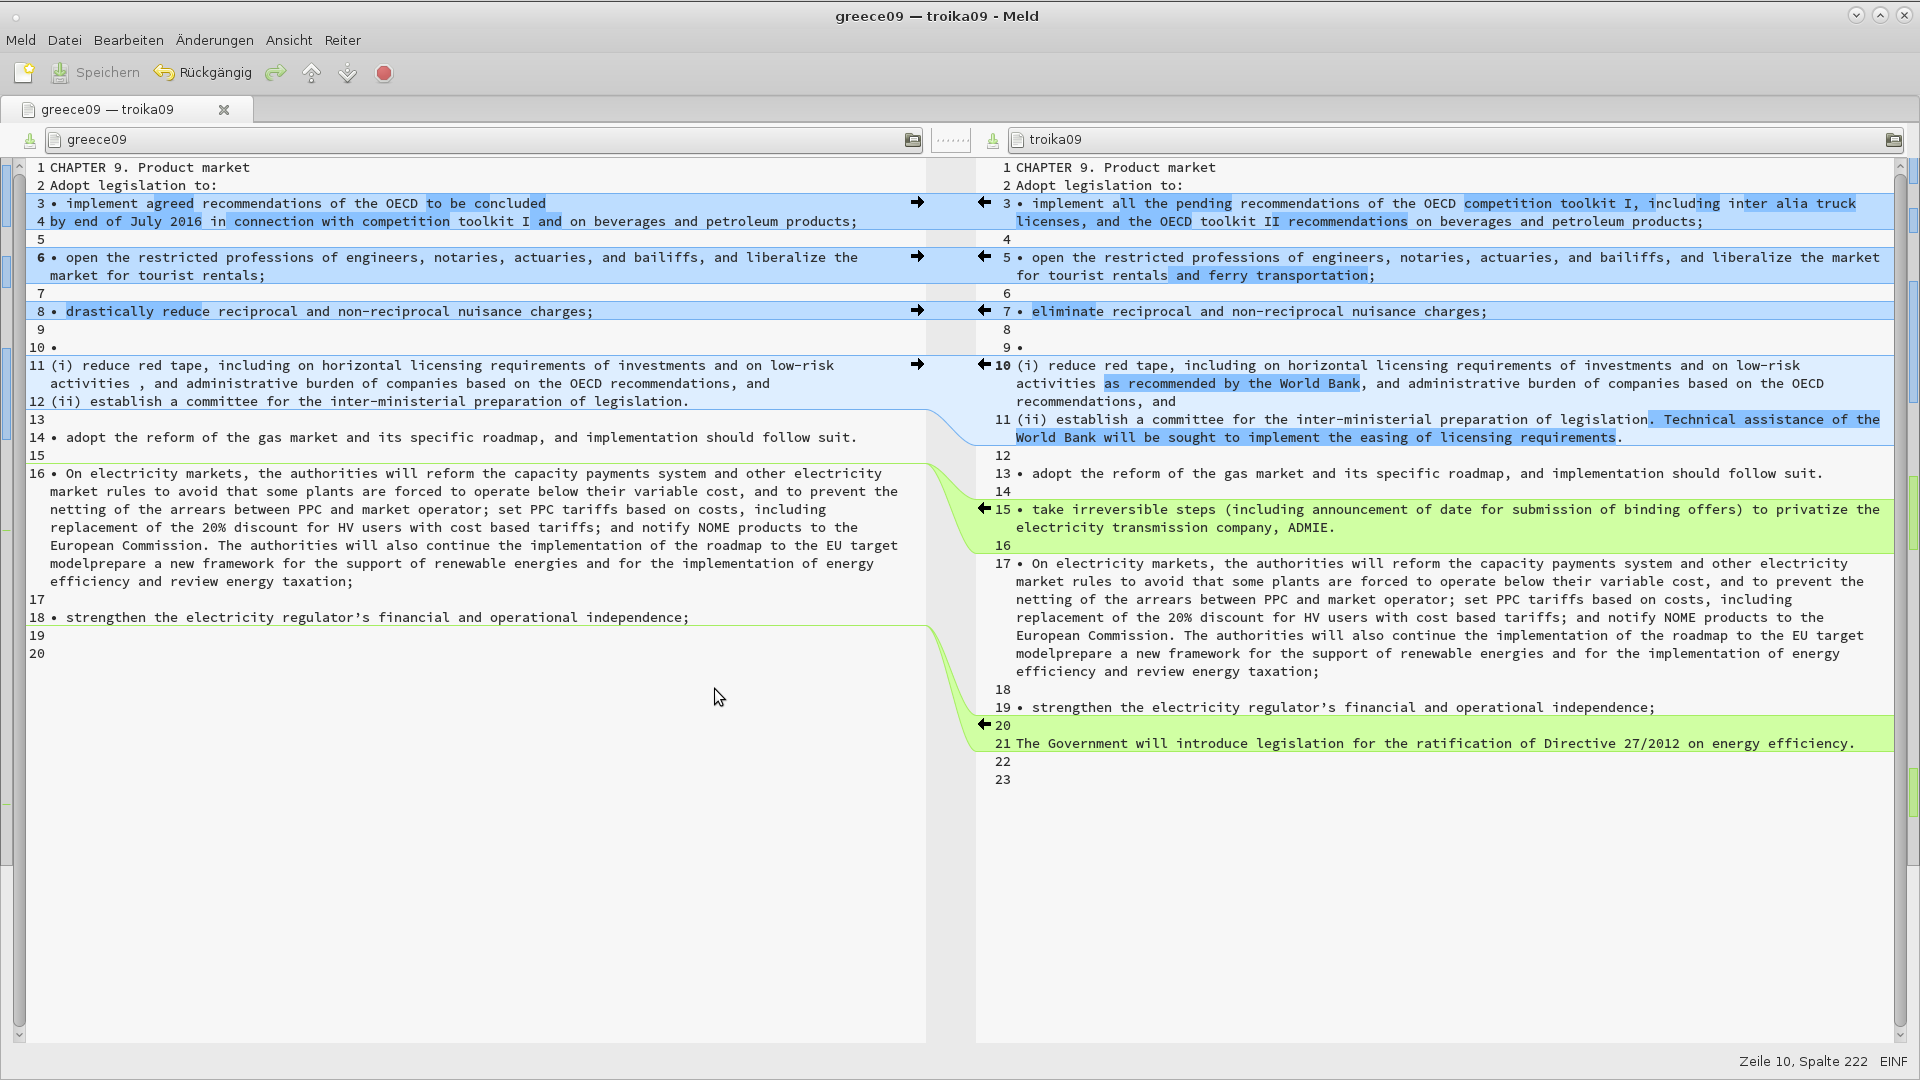 greece09 — troika09 - Meld
Meld Datei Bearbeiten Änderungen Ansicht Reiter
Speichern Rückgängig
greece09 — troika09
greece09
1 CHAPTER 9. Product market
2 Adopt legislation to:
3 • implement agreed recommendations of the OECD to be concluded
4 by end of July 2016 in connection with competition toolkit I and on beverages and petroleum products;
5
6 • open the restricted professions of engineers, notaries, actuaries, and bailiffs, and liberalize the
market for tourist rentals;
7
8 • drastically reduce reciprocal and non-reciprocal nuisance charges;
9
10 •
11 (i) reduce red tape, including on horizontal licensing requirements of investments and on low-risk
activities , and administrative burden of companies based on the OECD recommendations, and
12 (ii) establish a committee for the inter-ministerial preparation of legislation.
13
14 • adopt the reform of the gas market and its specific roadmap, and implementation should follow suit.
15
16 • On electricity markets, the authorities will reform the capacity payments system and other electricity
market rules to avoid that some plants are forced to operate below their variable cost, and to prevent the
netting of the arrears between PPC and market operator; set PPC tariffs based on costs, including
replacement of the 20% discount for HV users with cost based tariffs; and notify NOME products to the
European Commission. The authorities will also continue the implementation of the roadmap to the EU target
modelprepare a new framework for the support of renewable energies and for the implementation of energy
efficiency and review energy taxation;
17
18 • strengthen the electricity regulator’s financial and operational independence;
19
20
troika09
1 CHAPTER 9. Product market
2 Adopt legislation to:
3 • implement all the pending recommendations of the OECD competition toolkit I, including inter alia truck
licenses, and the OECD toolkit II recommendations on beverages and petroleum products;
4
5 • open the restricted professions of engineers, notaries, actuaries, and bailiffs, and liberalize the market
for tourist rentals and ferry transportation;
6
7 • eliminate reciprocal and non-reciprocal nuisance charges;
8
9 •
10 (i) reduce red tape, including on horizontal licensing requirements of investments and on low-risk
activities as recommended by the World Bank, and administrative burden of companies based on the OECD
recommendations, and
11 (ii) establish a committee for the inter-ministerial preparation of legislation. Technical assistance of the
World Bank will be sought to implement the easing of licensing requirements.
12
13 • adopt the reform of the gas market and its specific roadmap, and implementation should follow suit.
14
15 • take irreversible steps (including announcement of date for submission of binding offers) to privatize the
electricity transmission company, ADMIE.
16
17 • On electricity markets, the authorities will reform the capacity payments system and other electricity
market rules to avoid that some plants are forced to operate below their variable cost, and to prevent the
netting of the arrears between PPC and market operator; set PPC tariffs based on costs, including
replacement of the 20% discount for HV users with cost based tariffs; and notify NOME products to the
European Commission. The authorities will also continue the implementation of the roadmap to the EU target
modelprepare a new framework for the support of renewable energies and for the implementation of energy
efficiency and review energy taxation;
18
19 • strengthen the electricity regulator’s financial and operational independence;
20
21 The Government will introduce legislation for the ratification of Directive 27/2012 on energy efficiency.
22
23
Zeile 10, Spalte 222 EINF